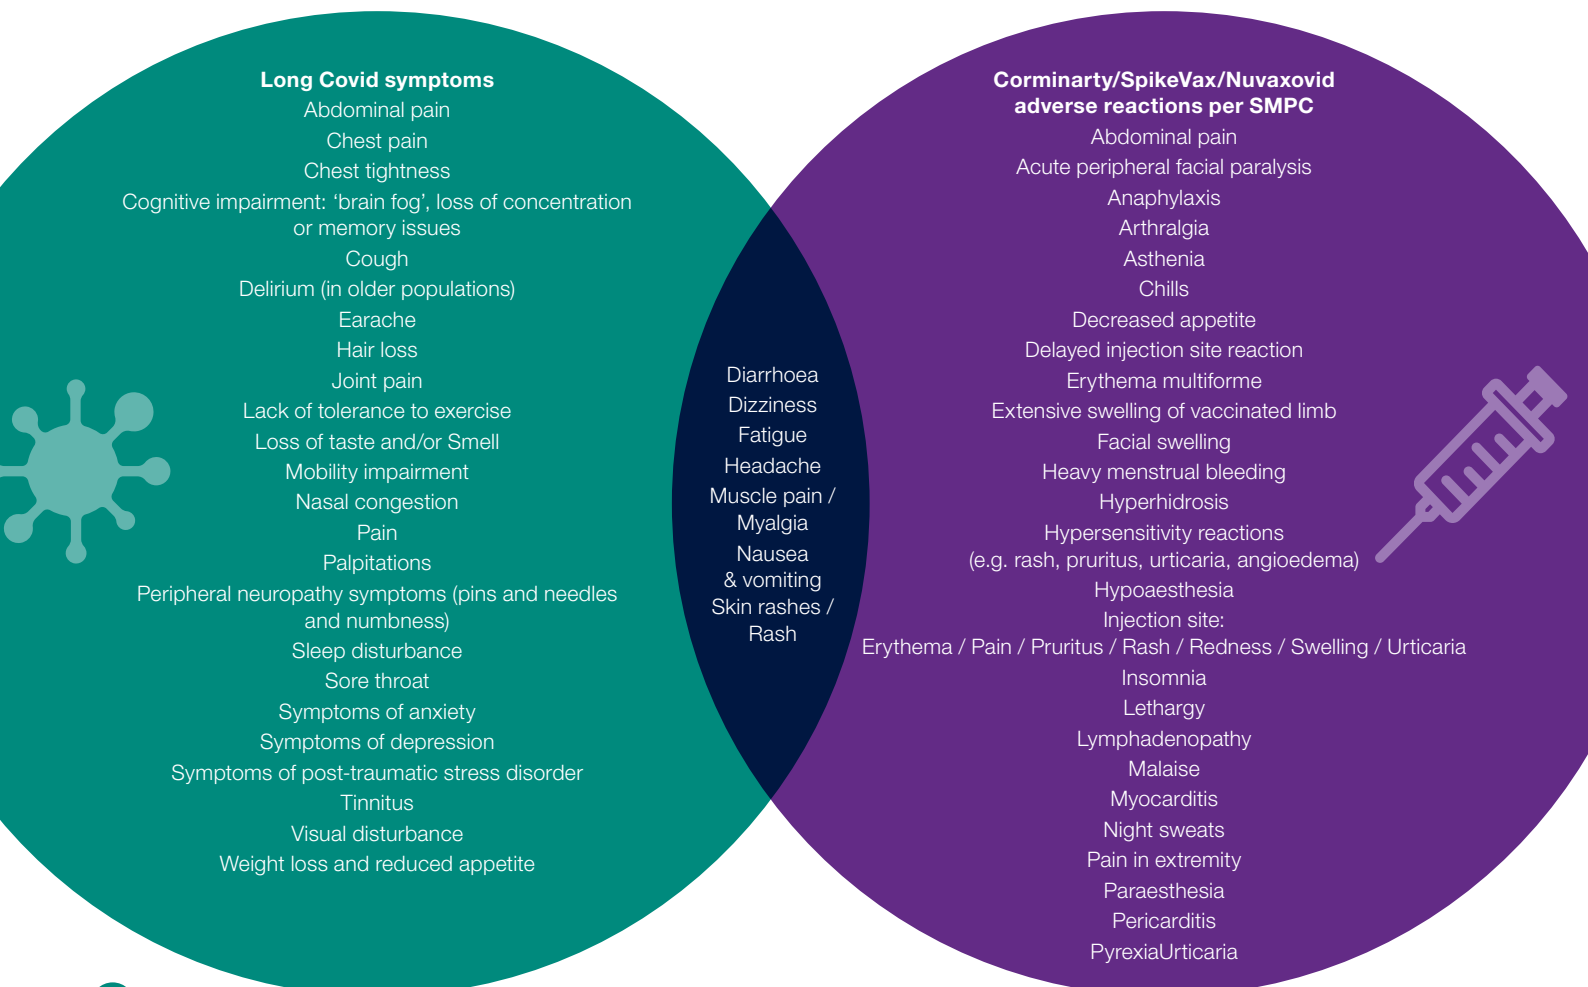 Long Covid symptoms
Abdominal pain
Chest pain
Chest tightness
Cognitive impairment: ‘brain fog’, loss of concentration
or memory issues
Cough
Delirium (in older populations)
Earache
Hair loss
Joint pain
Lack of tolerance to exercise
Loss of taste and/or Smell
Mobility impairment
Nasal congestion
Pain
Palpitations
Peripheral neuropathy symptoms (pins and needles
and numbness)
Sleep disturbance
Sore throat
Symptoms of anxiety
Symptoms of depression
Symptoms of post-traumatic stress disorder
Tinnitus
Visual disturbance
Weight loss and reduced appetite
Diarrhoea
Dizziness
Fatigue
Headache
Muscle pain /
Myalgia
Nausea
& vomiting
Skin rashes /
Rash
Corminarty/SpikeVax/Nuvaxovid
adverse reactions per SMPC
Abdominal pain
Acute peripheral facial paralysis
Anaphylaxis
Arthralgia
Asthenia
Chills
Decreased appetite
Delayed injection site reaction
Erythema multiforme
Extensive swelling of vaccinated limb
Facial swelling
Heavy menstrual bleeding
Hyperhidrosis
Hypersensitivity reactions
(e.g. rash, pruritus, urticaria, angioedema)
Hypoaesthesia
Injection site:
Erythema / Pain / Pruritus / Rash / Redness / Swelling / Urticaria
Insomnia
Lethargy
Lymphadenopathy
Malaise
Myocarditis
Night sweats
Pain in extremity
Paraesthesia
Pericarditis
PyrexiaUrticaria